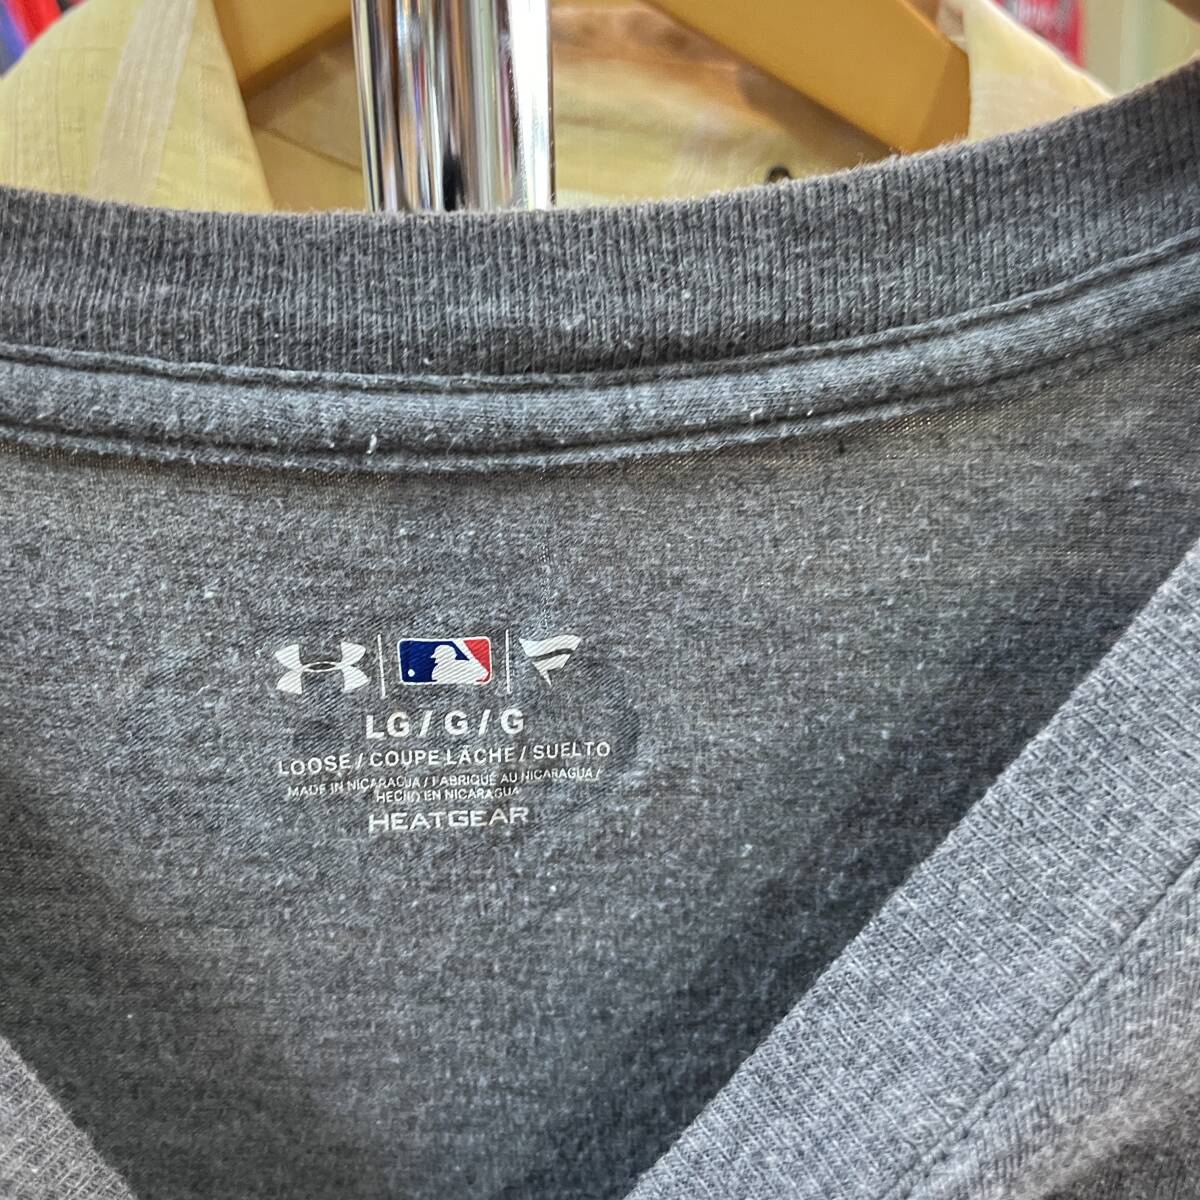 LG / G / G
LOOSE / COUPE LÂCHE / SUELTO
MADE IN NICARAGUA / FABRIQUÉ AU NICARAGUA /
HECHO EN NICARAGUA
HEATGEAR